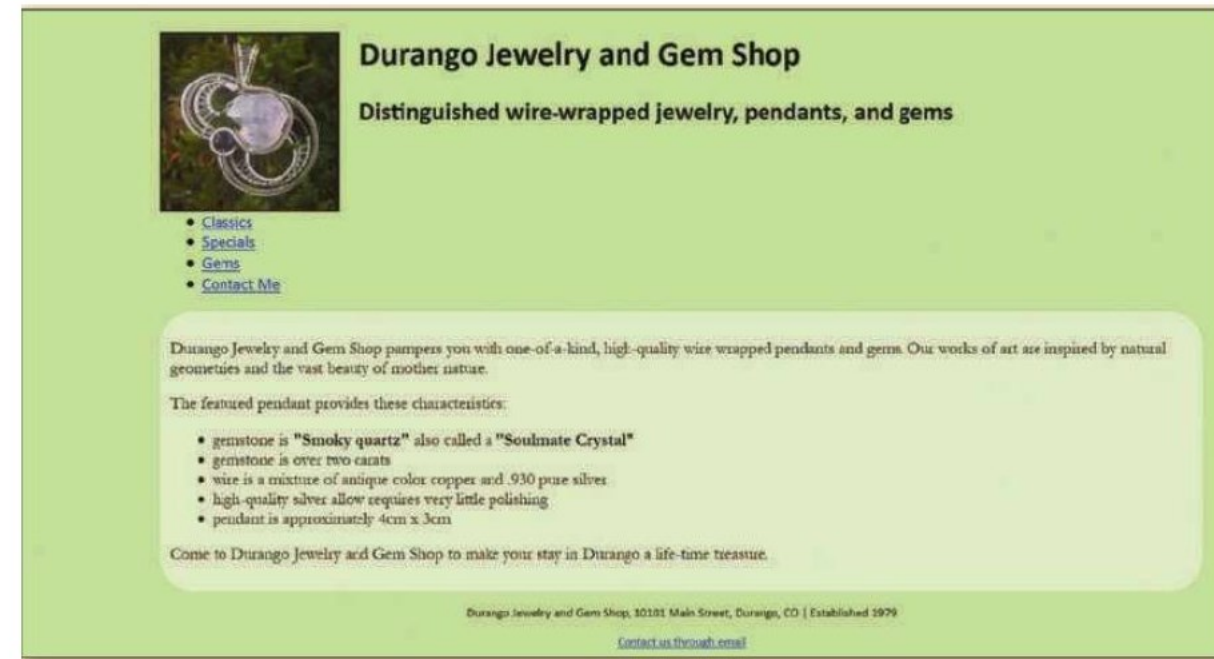 Durango Jewelry and Gem Shop
Distinguished wire-wrapped jewelry, pendants, and gems
• Classics
• Specials
• Gems
• Contact Me
Durango Jewelry and Gem Shop pampers you with one-of-a-kind, high-quality wire wrapped pendants and gems. Our works of art are inspired by natural
geometries and the vast beauty of mother nature.
The featured pendant provides these characteristics:
• gemstone is "Smoky quartz" also called a "Soulmate Crystal"
• gemstone is over two carats
• wire is a mixture of antique color copper and .930 pure silver
• high-quality silver allow requires very little polishing
• pendant is approximately 4cm x 3cm
Come to Durango Jewelry and Gem Shop to make your stay in Durango a life-time treasure.
Durango Jewelry and Gem Shop, 10101 Main Street, Durango, CO | Established 1979
Contact us through email